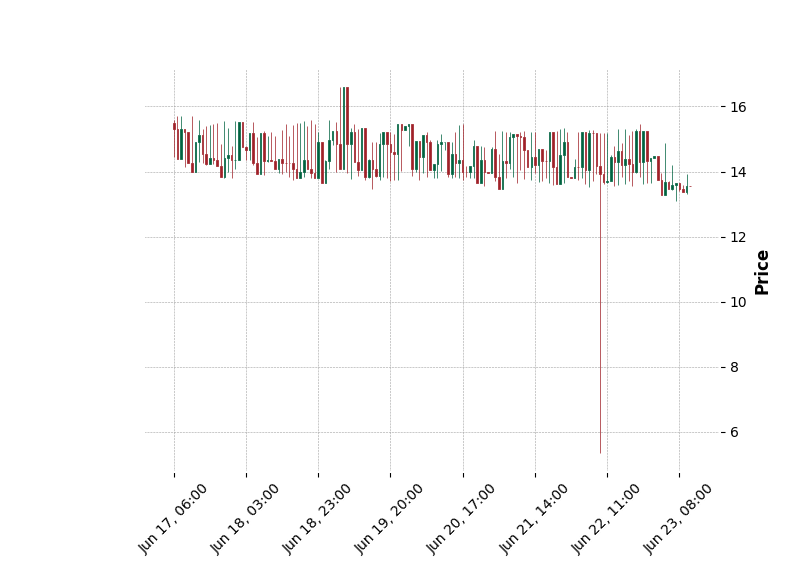 16
14
12
10
8
6
Price
Jun 17, 06:00
Jun 18, 03:00
Jun 18, 23:00
Jun 19, 20:00
Jun 20, 17:00
Jun 21, 14:00
Jun 22, 11:00
Jun 23, 08:00